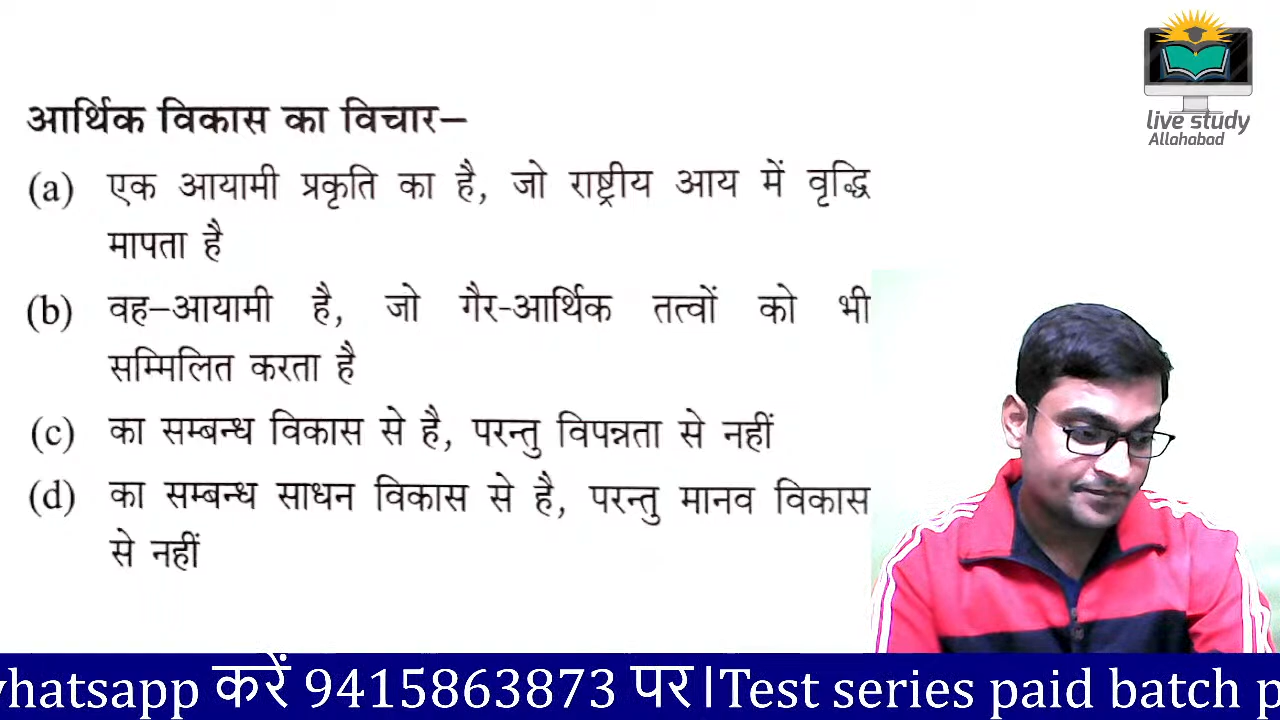 live study
Allahabad
आर्थिक विकास का विचार–
(a) एक आयामी प्रकृति का है, जो राष्ट्रीय आय में वृद्धि
मापता है
(b) वह–आयामी है, जो गैर-आर्थिक तत्वों को भी
सम्मिलित करता है
(c) का सम्बन्ध विकास से है, परन्तु विपन्नता से नहीं
(d) का सम्बन्ध साधन विकास से है, परन्तु मानव विकास
से नहीं
whatsapp करें 9415863873 पर।Test series paid batch p